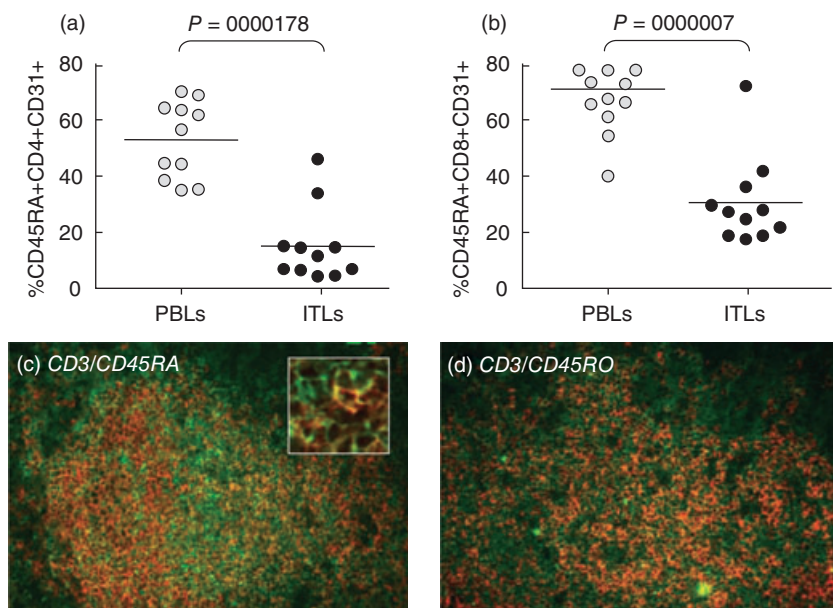 (a)
P = 0000178
%CD45RA+CD4+CD31+
80
60
40
20
0
PBLs
ITLs
(b)
P = 0000007
%CD45RA+CD8+CD31+
80
60
40
20
0
PBLs
ITLs
(c) CD3/CD45RA
(d) CD3/CD45RO